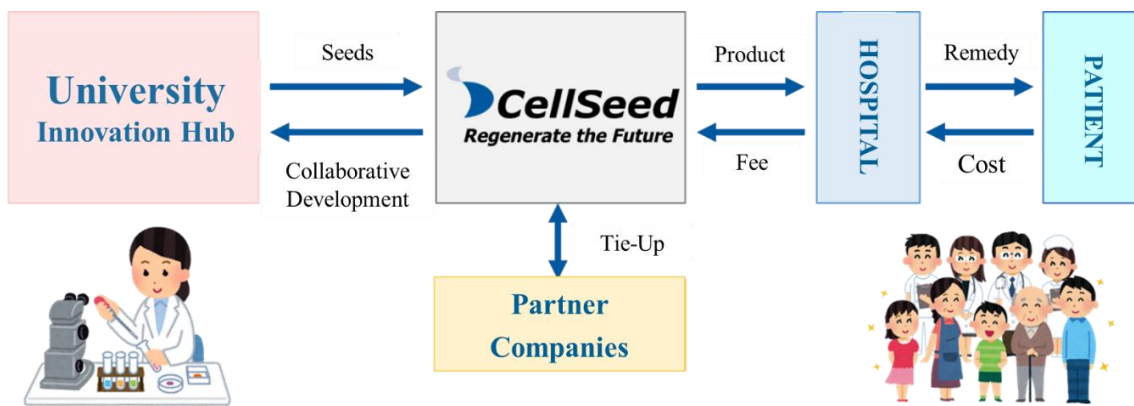 University
Innovation Hub
Seeds
Collaborative
Development
CellSeed
Regenerate the Future
Product
Fee
HOSPITAL
Remedy
Cost
PATIENT
Tie-Up
Partner
Companies